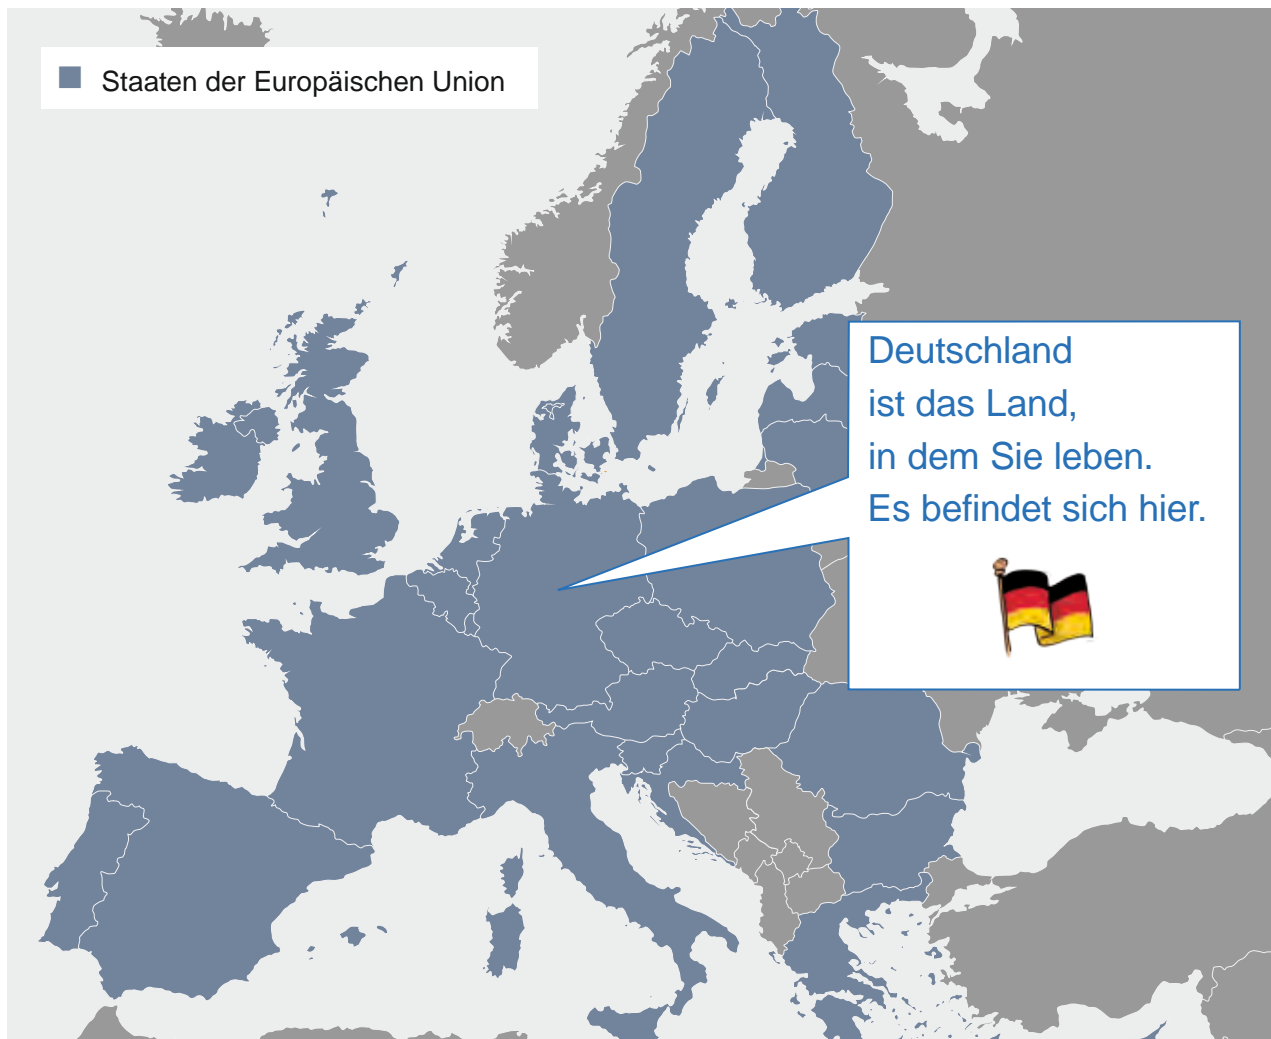 Staaten der Europäischen Union
Deutschland
ist das Land,
in dem Sie leben.
Es befindet sich hier.